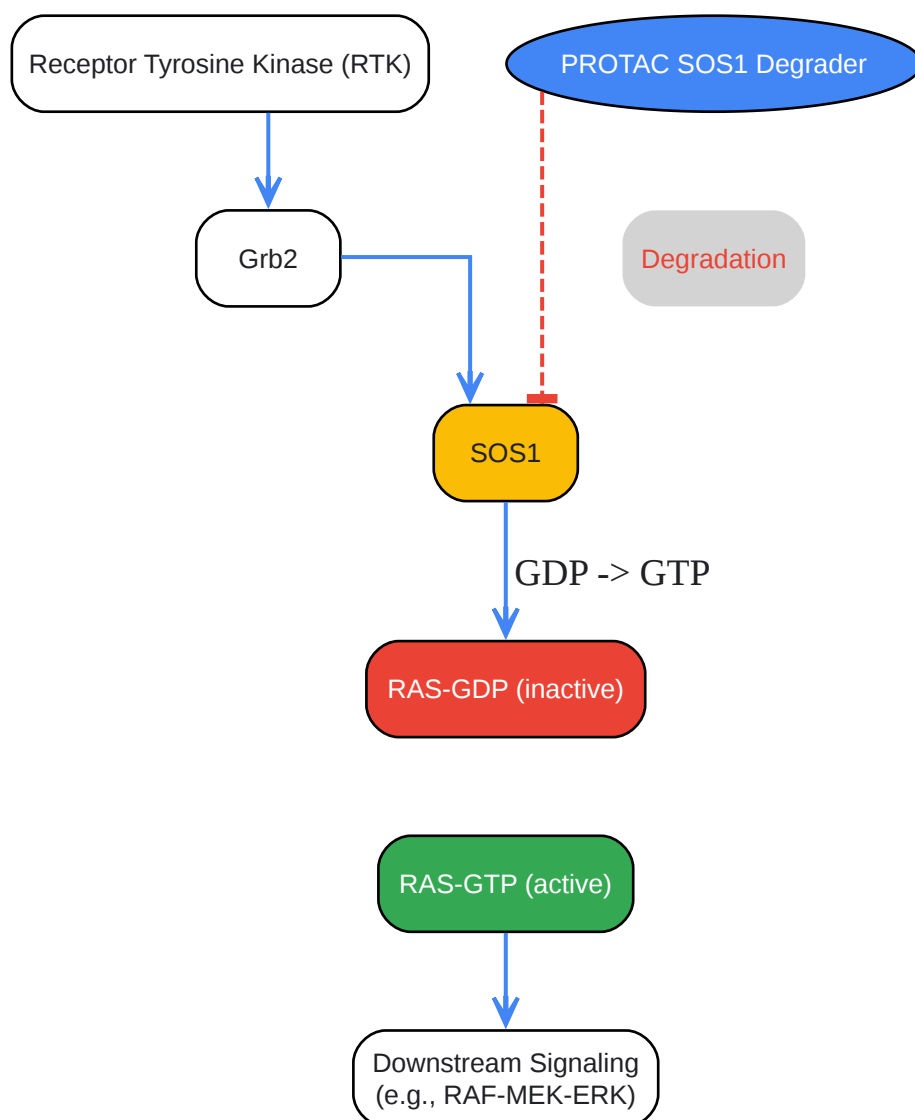 Receptor Tyrosine Kinase (RTK)
PROTAC SOS1 Degrader
Grb2
Degradation
SOS1
GDP -> GTP
RAS-GDP (inactive)
RAS-GTP (active)
Downstream Signaling
(e.g., RAF-MEK-ERK)